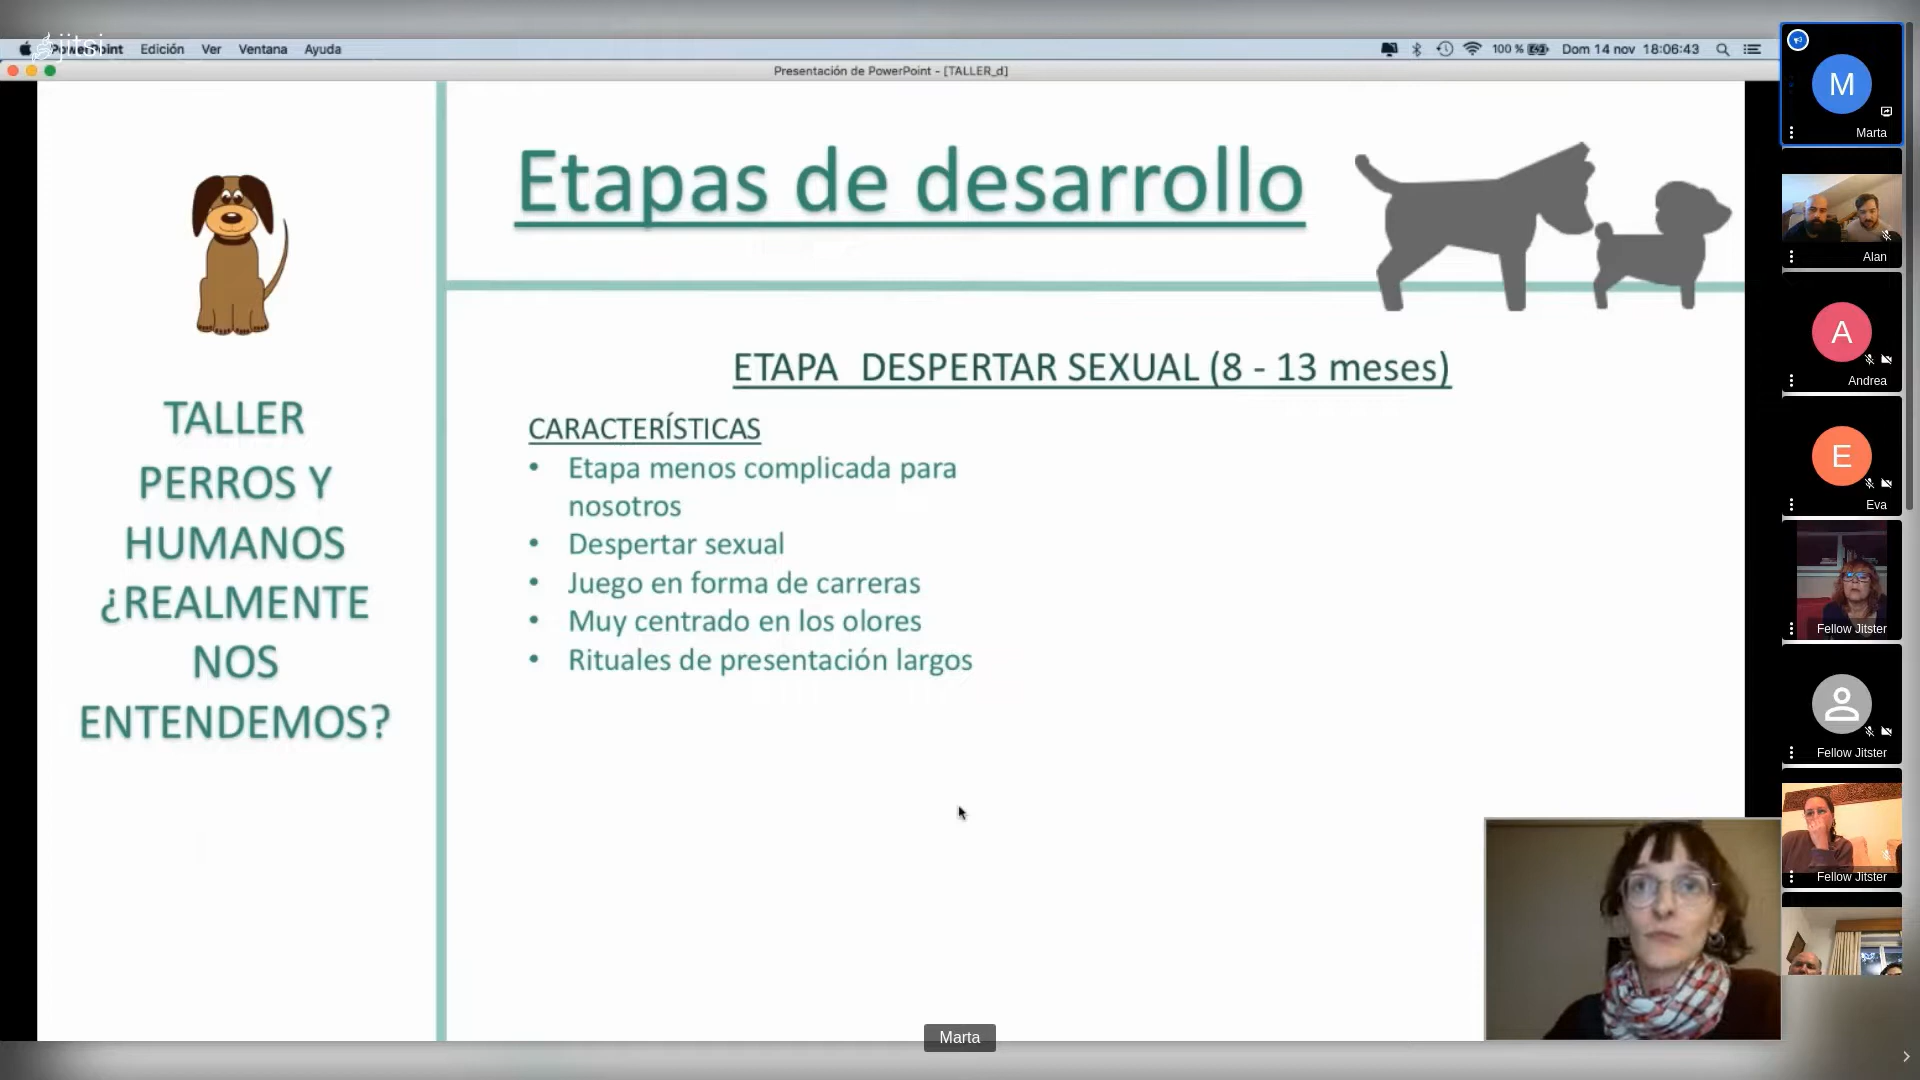 jitsi
PowerPoint Edición Ver Ventana Ayuda
100 % Dom 14 nov 18:06:43
Presentación de PowerPoint - [TALLER_d]
TALLER
PERROS Y
HUMANOS
¿REALMENTE
NOS
ENTENDEMOS?
Etapas de desarrollo
ETAPA DESPERTAR SEXUAL (8 - 13 meses)
CARACTERÍSTICAS
• Etapa menos complicada para
nosotros
• Despertar sexual
• Juego en forma de carreras
• Muy centrado en los olores
• Rituales de presentación largos
Marta
M
Marta
Alan
A
Andrea
E
Eva
Fellow Jitster
Fellow Jitster
Fellow Jitster